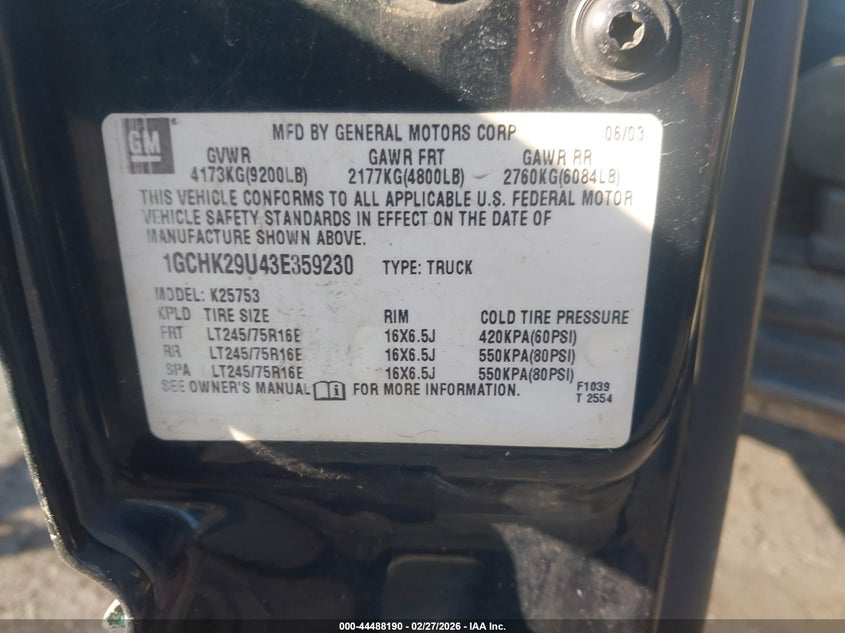 GM®
MFD BY GENERAL MOTORS CORP 06/03
GVWR GAWR FRT GAWR RR
4173KG(9200LB) 2177KG(4800LB) 2760KG(6084LB)
THIS VEHICLE CONFORMS TO ALL APPLICABLE U.S. FEDERAL MOTOR
VEHICLE SAFETY STANDARDS IN EFFECT ON THE DATE OF
MANUFACTURE SHOWN ABOVE.
1GCHK29U43E359230 TYPE: TRUCK
MODEL: K25753
KPLD TIRE SIZE RIM COLD TIRE PRESSURE
FRT LT245/75R16E 16X6.5J 420KPA(60PSI)
RR LT245/75R16E 16X6.5J 550KPA(80PSI)
SPA LT245/75R16E 16X6.5J 550KPA(80PSI)
SEE OWNER'S MANUAL FOR MORE INFORMATION.
F1039
T 2554
000-44488190 - 02/27/2026 - IAA Inc.